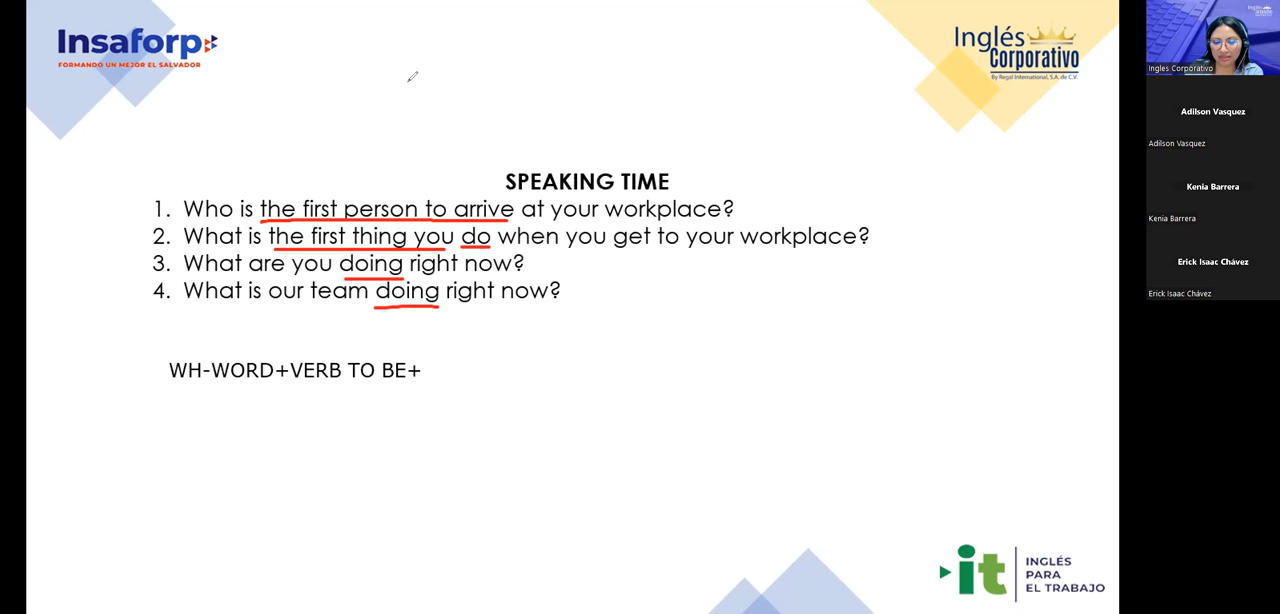 Insaforp
FORMANDO UN MEJOR EL SALVADOR
Inglés
Corporativo
By Regal International, S.A. de C.V.
SPEAKING TIME
1. Who is the first person to arrive at your workplace?
2. What is the first thing you do when you get to your workplace?
3. What are you doing right now?
4. What is our team doing right now?
WH-WORD+VERB TO BE+
it
INGLÉS
PARA
EL TRABAJO
Ingles Corporativo
Adilson Vasquez
Adilson Vasquez
Kenia Barrera
Kenia Barrera
Erick Isaac Chávez
Erick Isaac Chávez